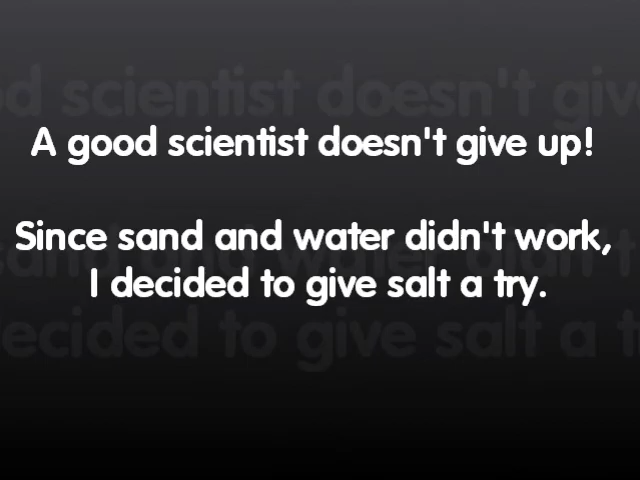 A good scientist doesn't give up!
Since sand and water didn't work,
I decided to give salt a try.